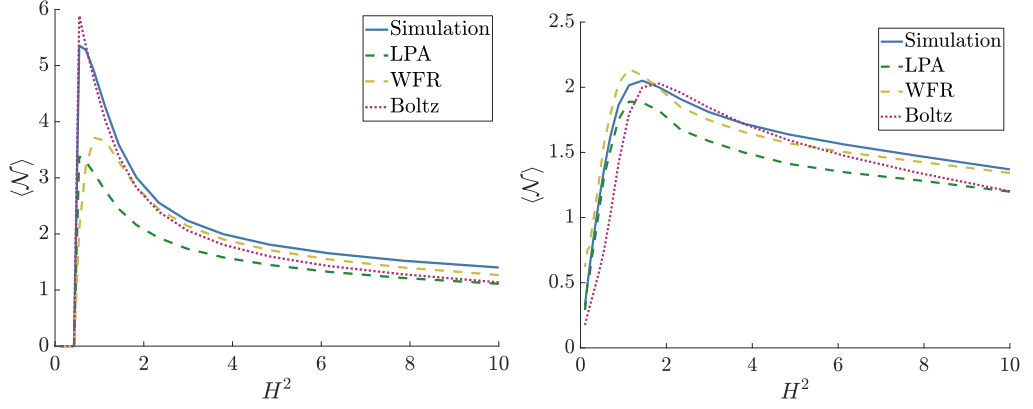 6
5
4
3
2
1
0
0 2 4 6 8 10
⟨𝒩⟩
H²
Simulation
LPA
WFR
Boltz
2.5
2
1.5
1
0.5
0
0 2 4 6 8 10
⟨𝒩⟩
H²
Simulation
LPA
WFR
Boltz